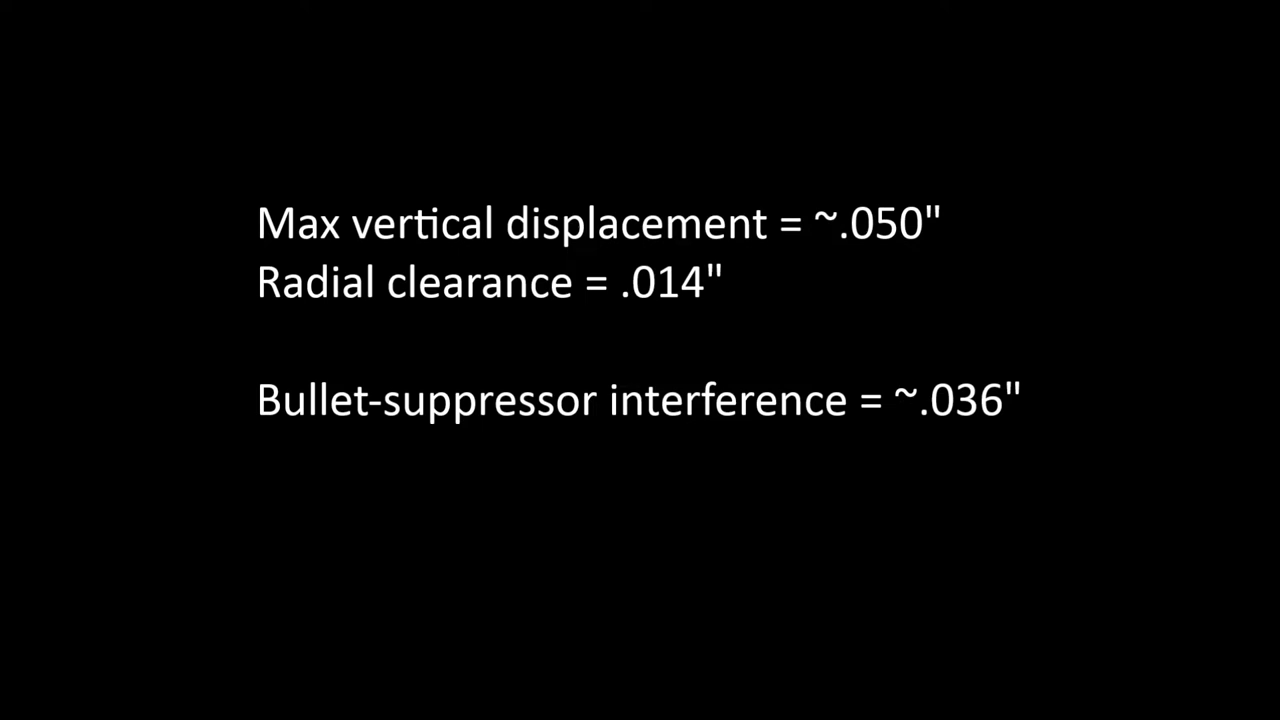 Max vertical displacement = ~.050"
Radial clearance = .014"
Bullet-suppressor interference = ~.036"